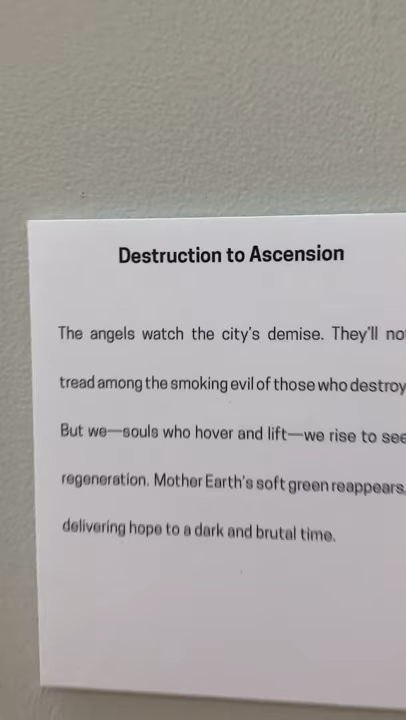 Destruction to Ascension
The angels watch the city's demise. They'll no
tread among the smoking evil of those who destroy
But we—souls who hover and lift—we rise to see
regeneration. Mother Earth's soft green reappears,
delivering hope to a dark and brutal time.